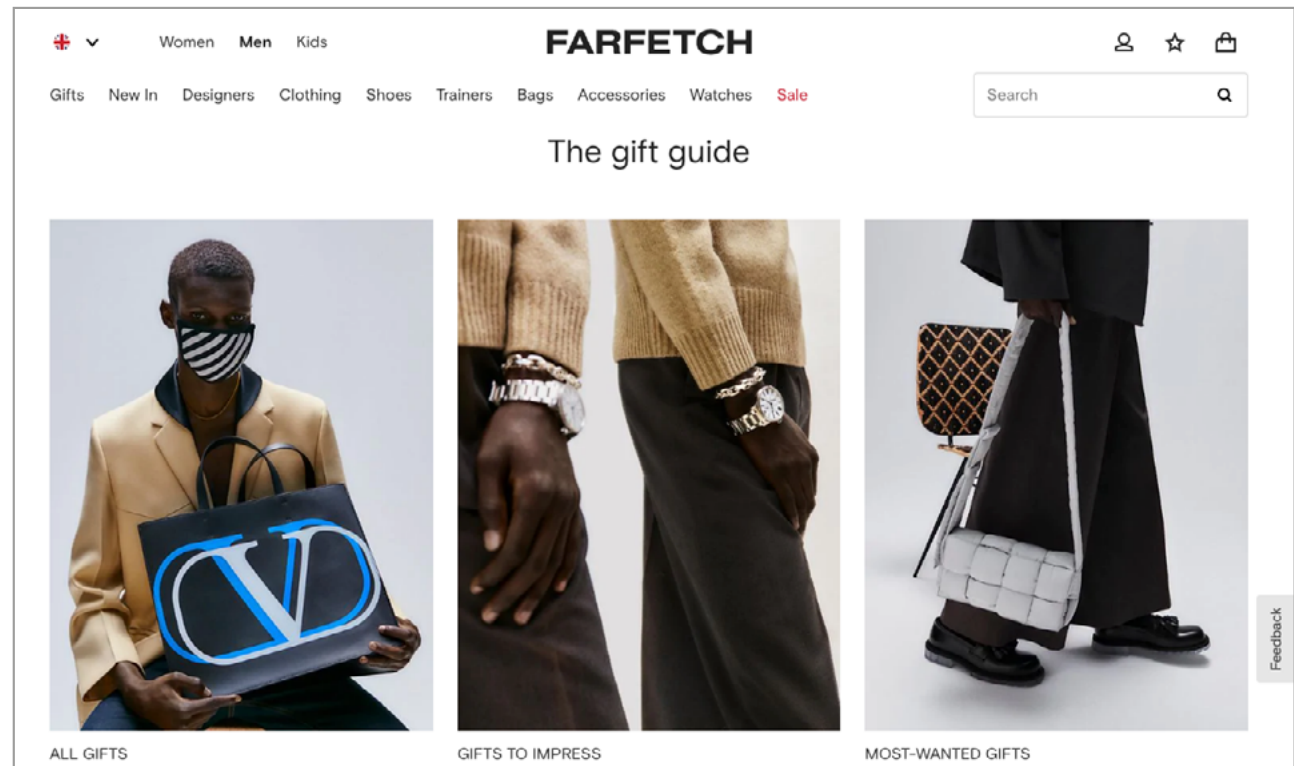 Women Men Kids
FARFETCH
Gifts New In Designers Clothing Shoes Trainers Bags Accessories Watches Sale
Search
The gift guide
V
Feedback
ALL GIFTS
GIFTS TO IMPRESS
MOST-WANTED GIFTS